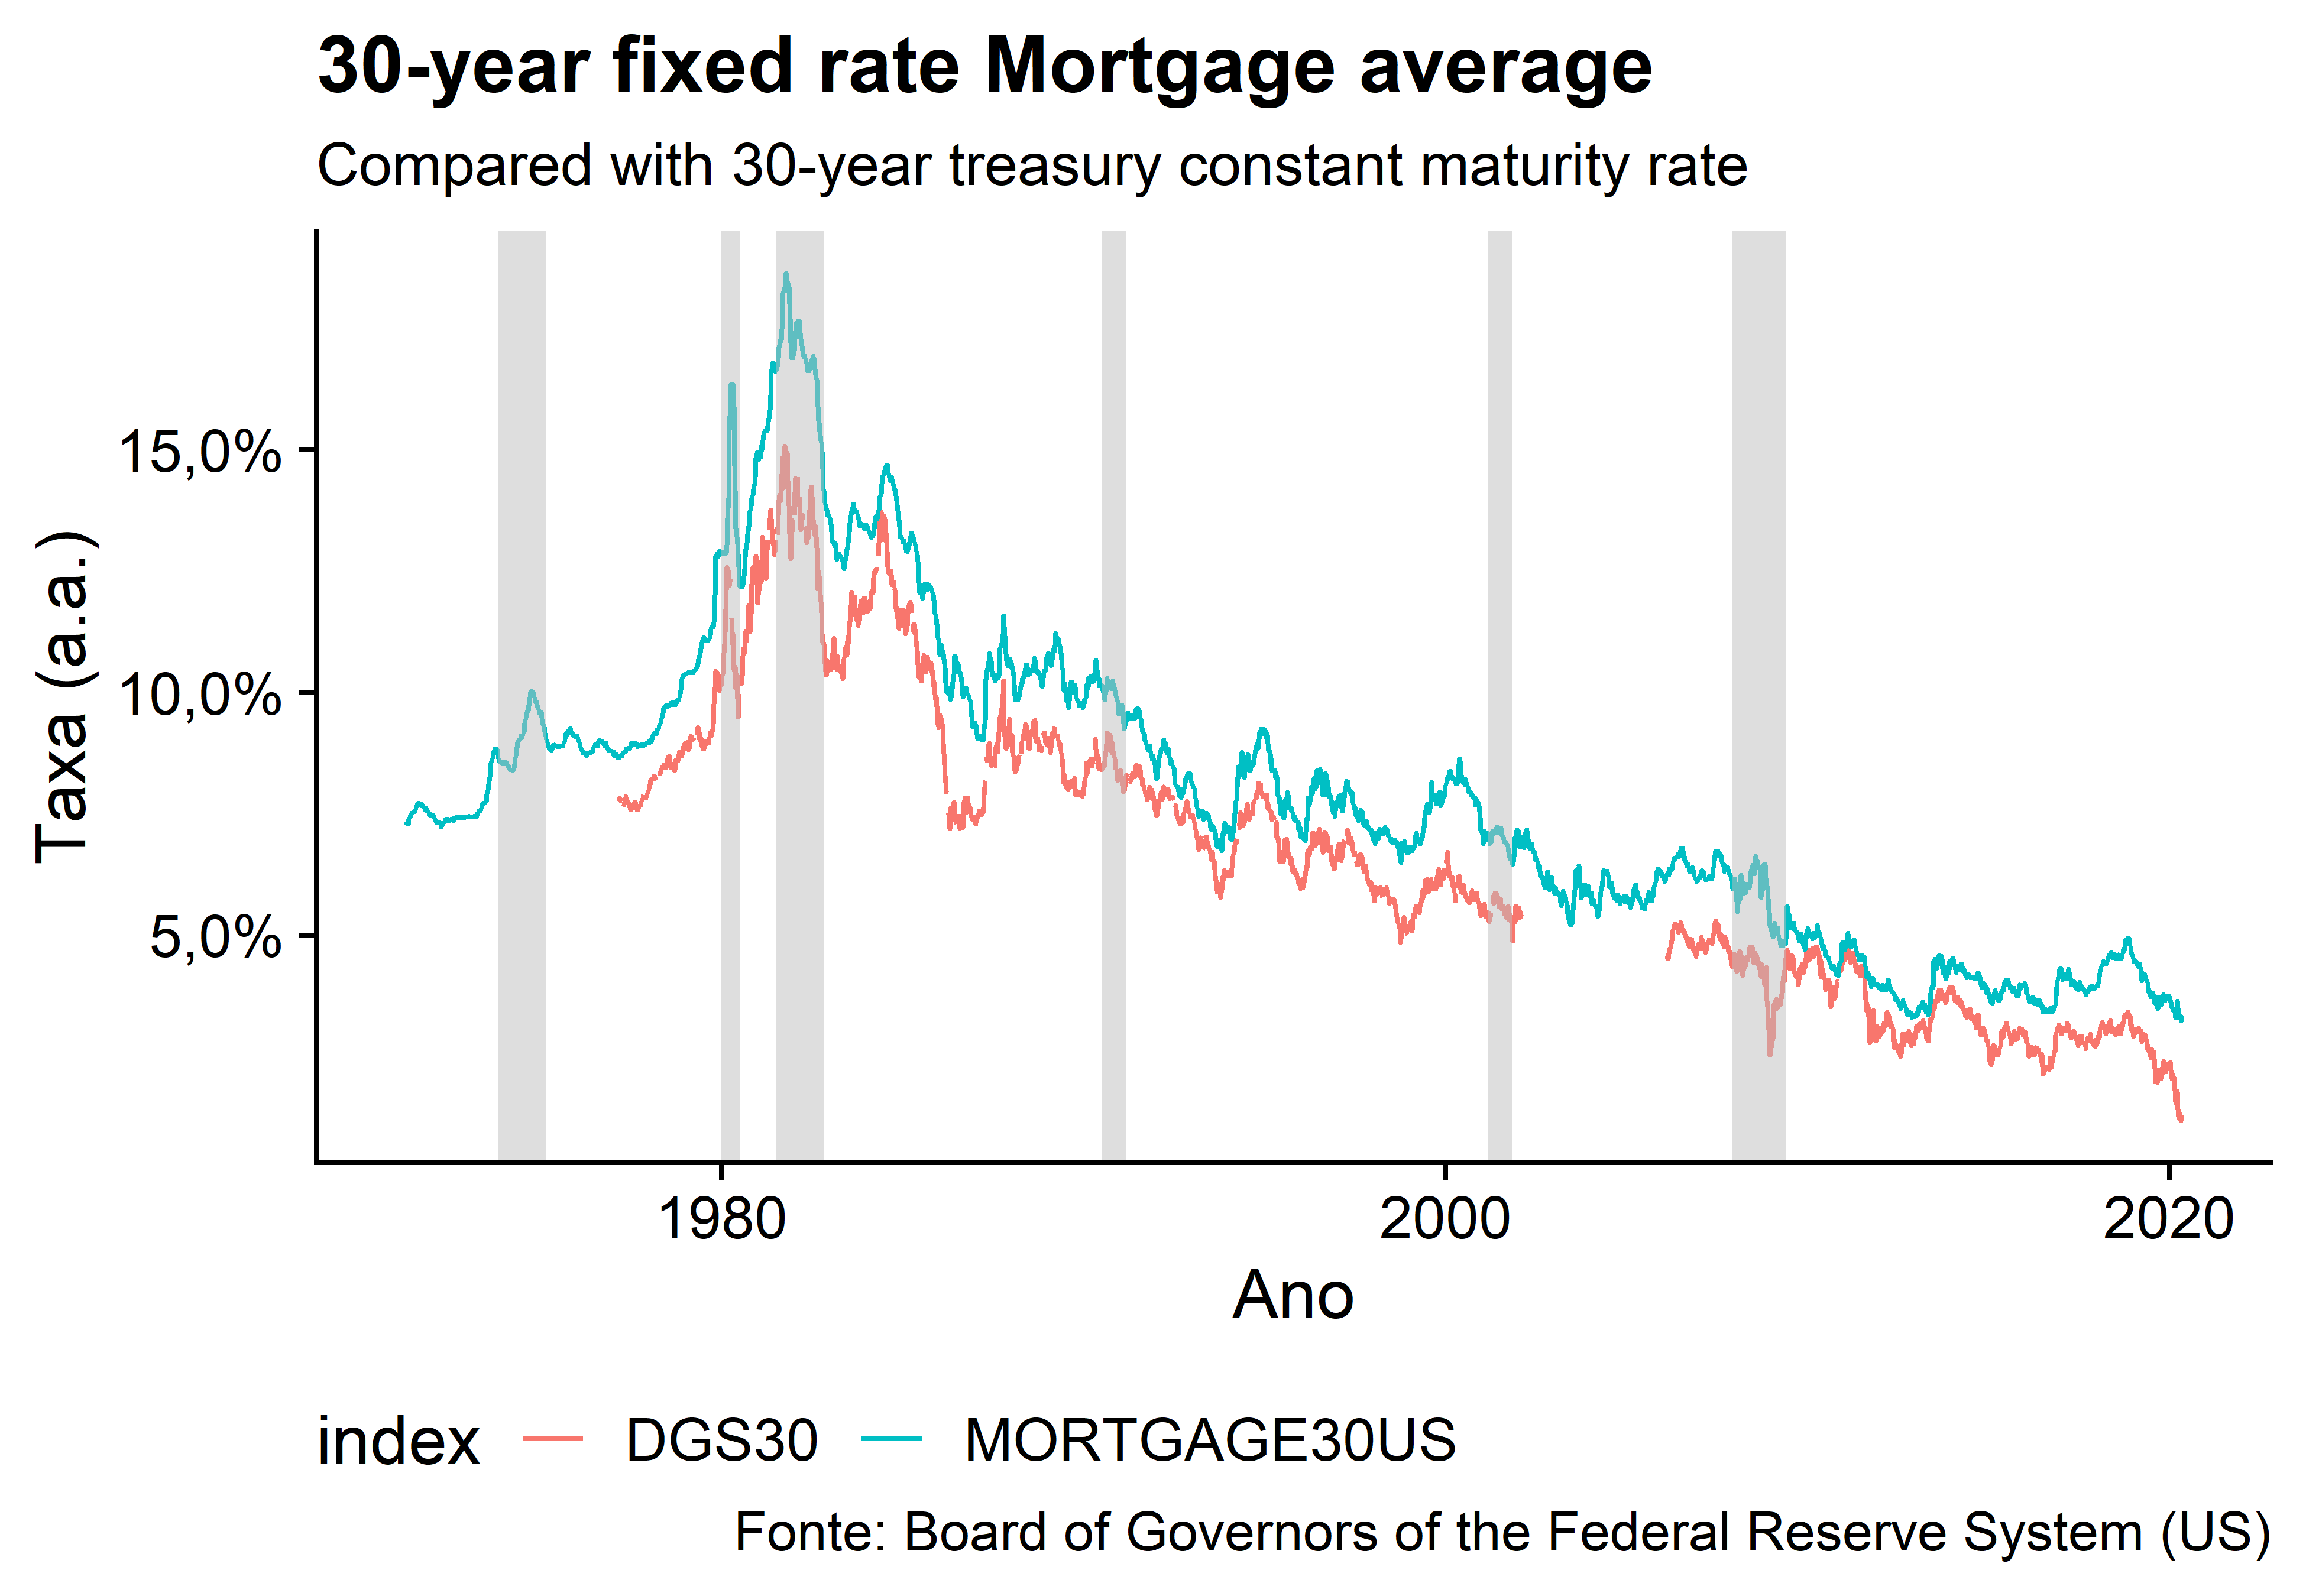 30-year fixed rate Mortgage average
Compared with 30-year treasury constant maturity rate
Taxa (a.a.)
15,0%
10,0%
5,0%
1980 2000 2020
Ano
index DGS30 MORTGAGE30US
Fonte: Board of Governors of the Federal Reserve System (US)